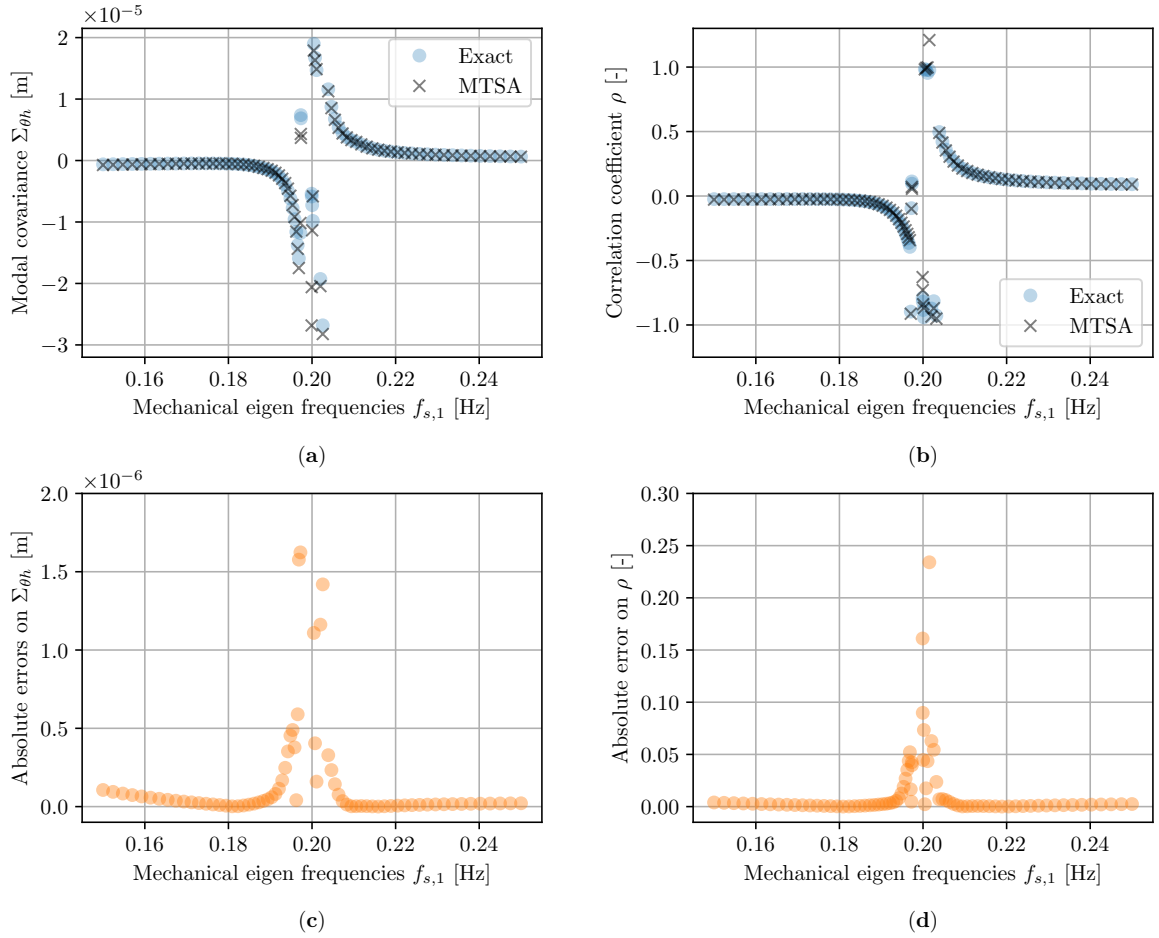 ×10⁻⁵
2
1
0
−1
−2
−3
Modal covariance Σ_θh [m]
Exact
MTSA
0.16 0.18 0.20 0.22 0.24
Mechanical eigen frequencies f_s,1 [Hz]
(a)
1.0
0.5
0.0
−0.5
−1.0
Correlation coefficient ρ [-]
Exact
MTSA
0.16 0.18 0.20 0.22 0.24
Mechanical eigen frequencies f_s,1 [Hz]
(b)
×10⁻⁶
2.0
1.5
1.0
0.5
0.0
Absolute errors on Σ_θh [m]
0.16 0.18 0.20 0.22 0.24
Mechanical eigen frequencies f_s,1 [Hz]
(c)
0.30
0.25
0.20
0.15
0.10
0.05
0.00
Absolute error on ρ [-]
0.16 0.18 0.20 0.22 0.24
Mechanical eigen frequencies f_s,1 [Hz]
(d)